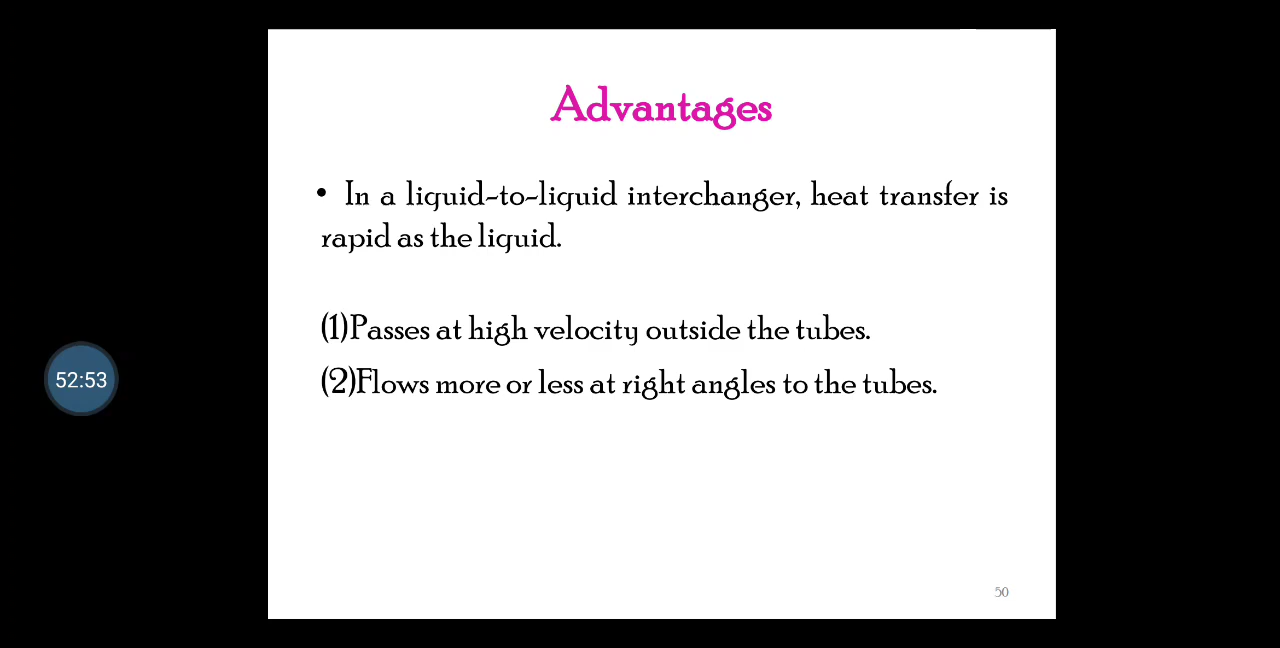 Advantages
• In a liquid-to-liquid interchanger, heat transfer is
rapid as the liquid.
(1)Passes at high velocity outside the tubes.
(2)Flows more or less at right angles to the tubes.
52:53
50